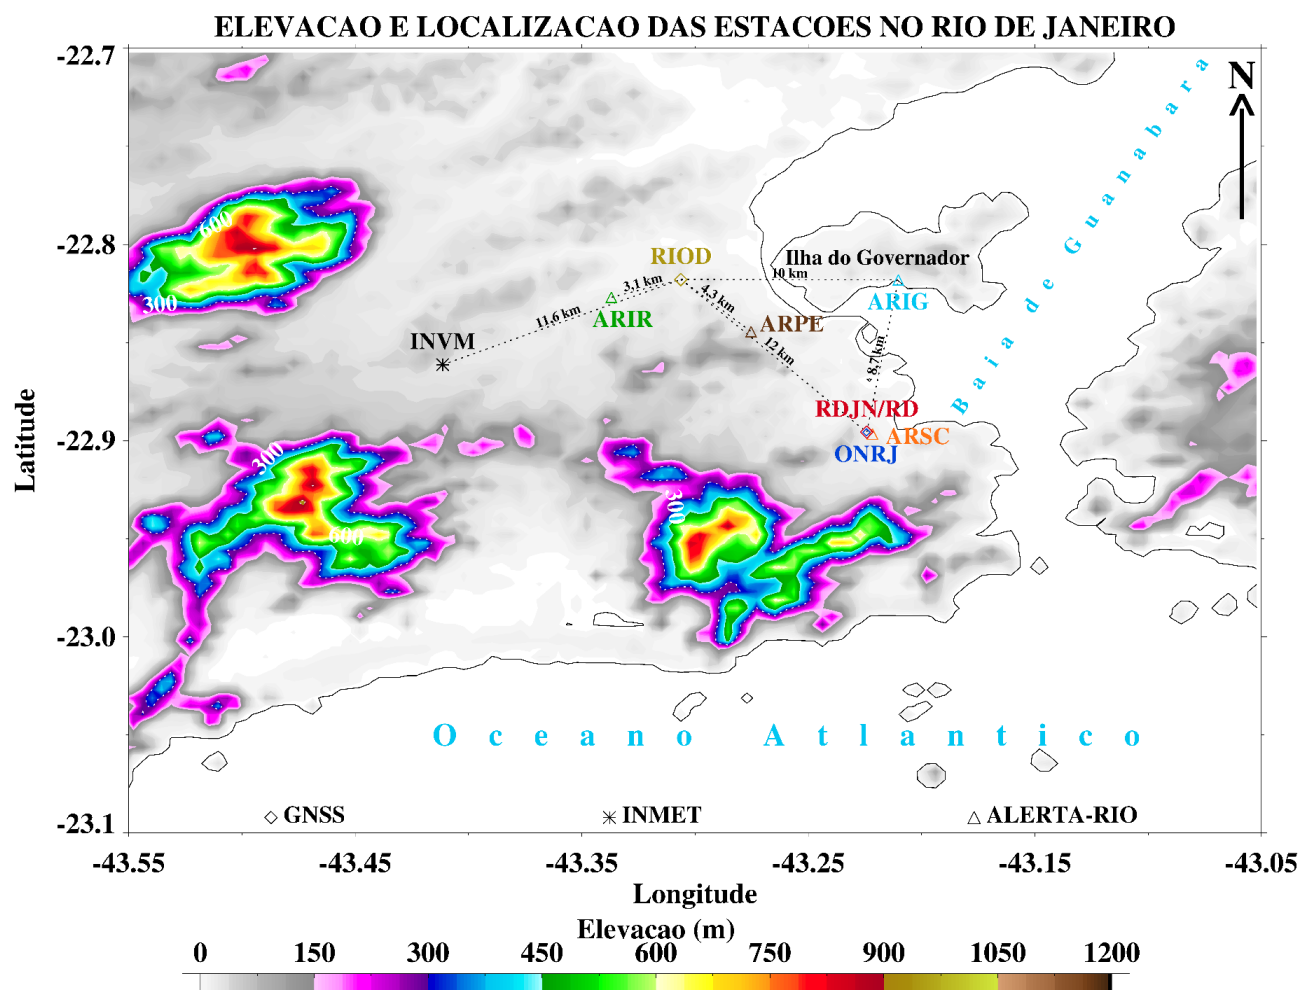 ELEVACAO E LOCALIZACAO DAS ESTACOES NO RIO DE JANEIRO
-22.7
N
Baia de Guanabara
600
-22.8
RIOD
Ilha do Governador
10 km
300
3,1 km
4,3 km
ARIG
11,6 km
ARIR
ARPE
INVM
12 km
8,7 km
RDJN/RD
-22.9
ARSC
300
ONRJ
300
600
Latitude
-23.0
Oceano Atlantico
GNSS
INMET
ALERTA-RIO
-23.1
-43.55
-43.45
-43.35
-43.25
-43.15
-43.05
Longitude
Elevacao (m)
0 150 300 450 600 750 900 1050 1200